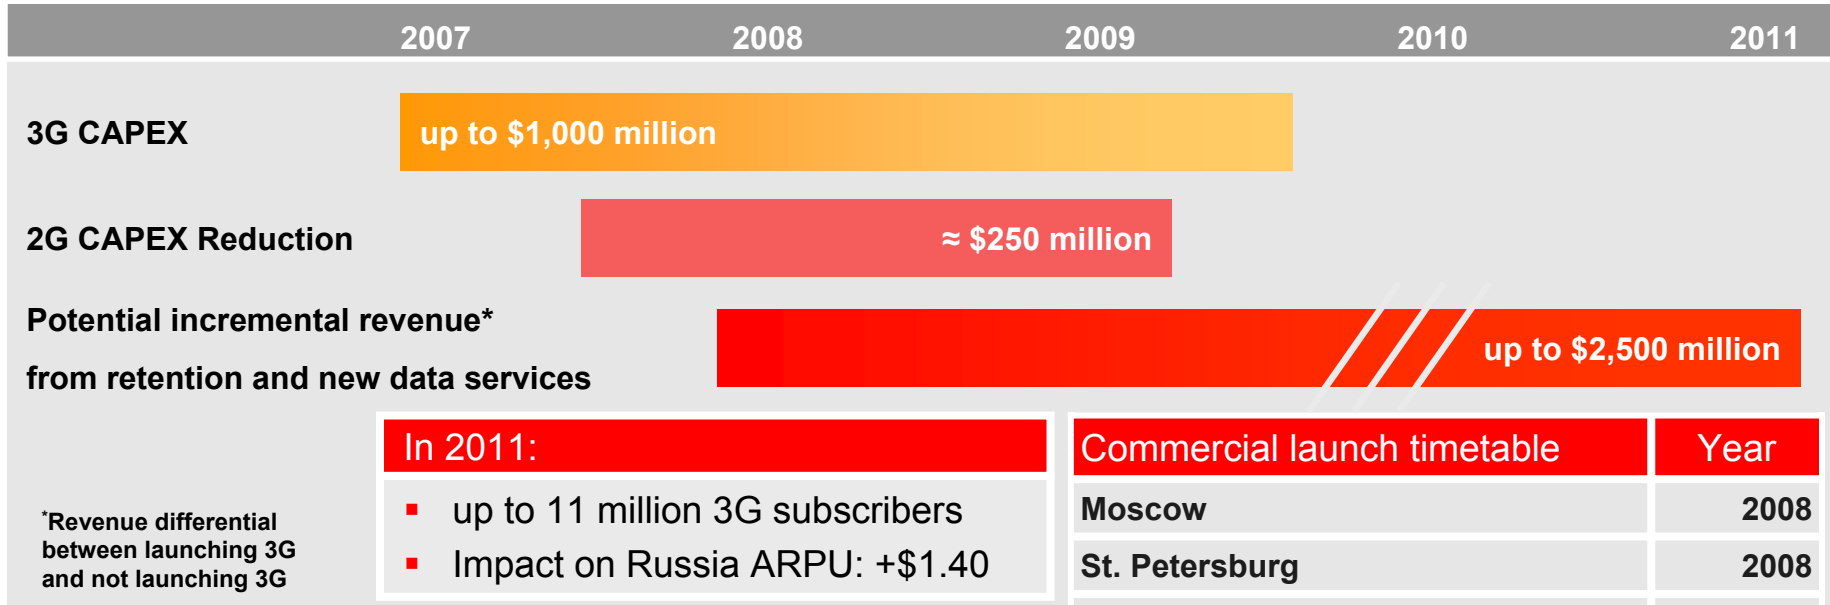 2007 2008 2009 2010 2011
3G CAPEX up to $1,000 million
2G CAPEX Reduction ≈ $250 million
Potential incremental revenue*
from retention and new data services
up to $2,500 million
In 2011:
▪ up to 11 million 3G subscribers
▪ Impact on Russia ARPU: +$1.40
Commercial launch timetable Year
Moscow 2008
St. Petersburg 2008
*Revenue differential
between launching 3G
and not launching 3G